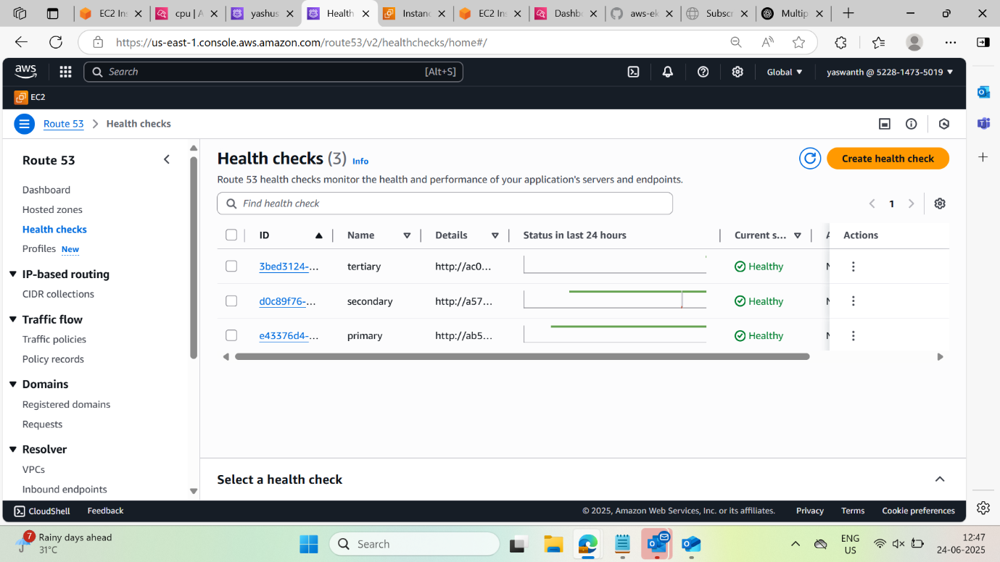 EC2 In
cpu | A
yashus
Health
Instanc
EC2 In
Dashb
aws-ek
Subscr
Multip
https://us-east-1.console.aws.amazon.com/route53/v2/healthchecks/home#/
aws
Search [Alt+S]
Global
yaswanth @ 5228-1473-5019
EC2
Route 53 > Health checks
Route 53
Dashboard
Hosted zones
Health checks
Profiles New
IP-based routing
CIDR collections
Traffic flow
Traffic policies
Policy records
Domains
Registered domains
Requests
Resolver
VPCs
Inbound endpoints
Health checks (3) Info
Create health check
Route 53 health checks monitor the health and performance of your application's servers and endpoints.
Find health check
1
ID Name Details Status in last 24 hours Current s... Actions
3bed3124-... tertiary http://ac0... Healthy
d0c89f76-... secondary http://a57... Healthy
e43376d4-... primary http://ab5... Healthy
Select a health check
CloudShell Feedback © 2025, Amazon Web Services, Inc. or its affiliates. Privacy Terms Cookie preferences
7
Rainy days ahead
31°C
Search
ENG
US
12:47
24-06-2025